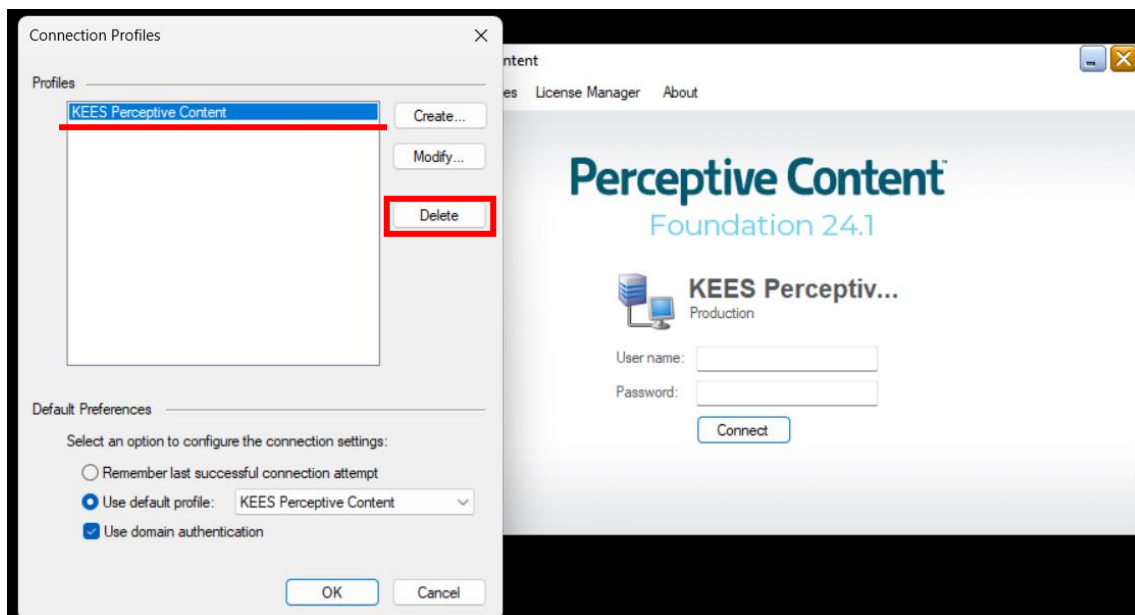 Connection Profiles
Profiles
KEES Perceptive Content
Create...
Modify...
Delete
Default Preferences
Select an option to configure the connection settings:
Remember last successful connection attempt
Use default profile: KEES Perceptive Content
Use domain authentication
OK Cancel
ntent
es License Manager About
Perceptive Content™
Foundation 24.1
KEES Perceptiv...
Production
User name:
Password:
Connect